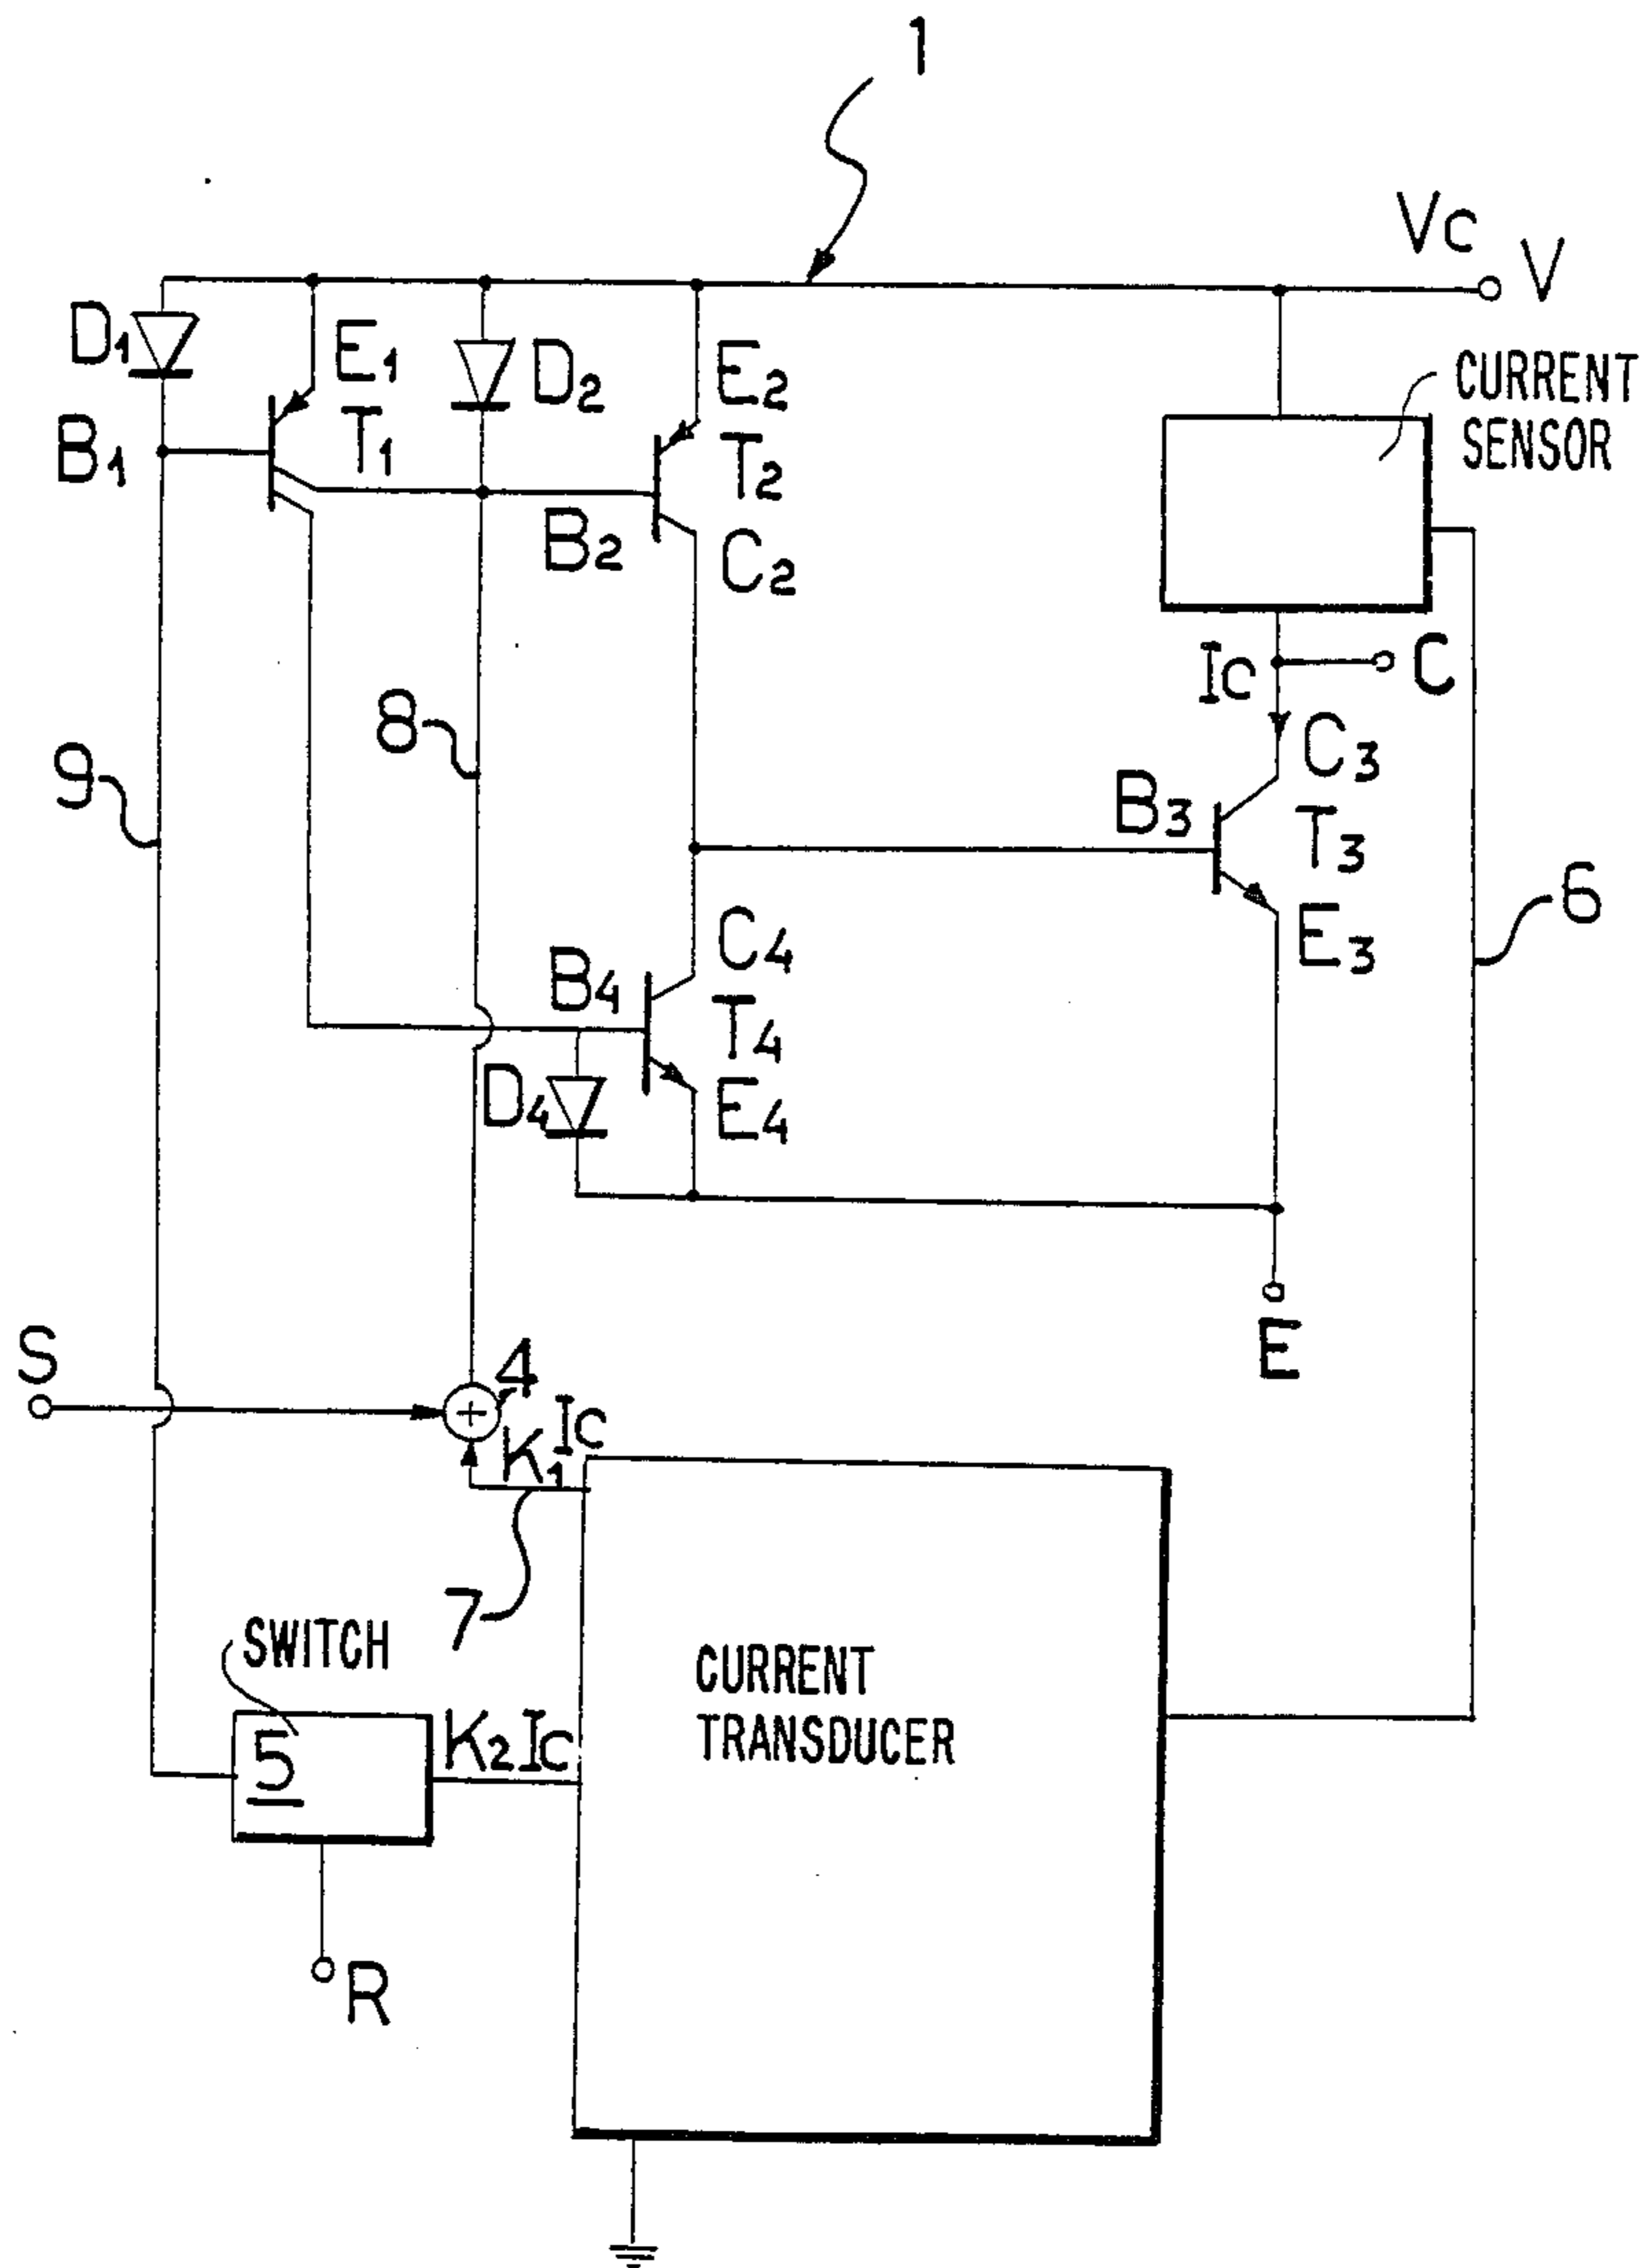 1
Vc
V
D1
E1
D2
E2
CURRENT
SENSOR
B1
T1
T2
B2
C2
Ic
C
8
C3
9
B3
T3
6
C4
E3
B4
T4
D4
E4
E
S
4
K1Ic
7
SWITCH
CURRENT
TRANSDUCER
5
K2Ic
R